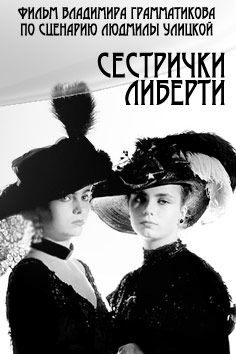 ФИЛЬМ ВЛАДИМИРА ГРАММАТИКОВА
ПО СЦЕНАРИЮ ЛЮДМИЛЫ УЛИЦКОЙ
СЕСТРИЧКИ
ЛИБЕРТИ